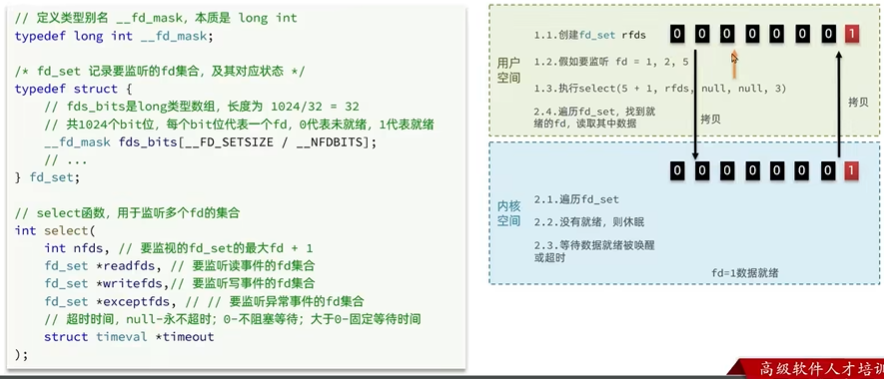 // 定义类型别名 __fd_mask，本质是 long int
typedef long int __fd_mask;
/* fd_set 记录要监听的fd集合，及其对应状态 */
typedef struct {
// fds_bits是long类型数组，长度为 1024/32 = 32
// 共1024个bit位，每个bit位代表一个fd，0代表未就绪，1代表就绪
__fd_mask fds_bits[__FD_SETSIZE / __NFDBITS];
// ...
} fd_set;
// select函数，用于监听多个fd的集合
int select(
int nfds, // 要监视的fd_set的最大fd + 1
fd_set *readfds, // 要监听读事件的fd集合
fd_set *writefds,// 要监听写事件的fd集合
fd_set *exceptfds, // // 要监听异常事件的fd集合
// 超时时间，null-永不超时；0-不阻塞等待；大于0-固定等待时间
struct timeval *timeout
);
用户
空间
1.1.创建fd_set rfds
0 0 0 0 0 0 0 1
1.2.假如要监听 fd = 1, 2, 5
1.3.执行select(5 + 1, rfds, null, null, 3)
2.4.遍历fd_set，找到就
绪的fd，读取其中数据
拷贝
拷贝
内核
空间
0 0 0 0 0 0 0 1
2.1.遍历fd_set
2.2.没有就绪，则休眠
2.3.等待数据就绪被唤醒
或超时
fd=1数据就绪
高级软件人才培训